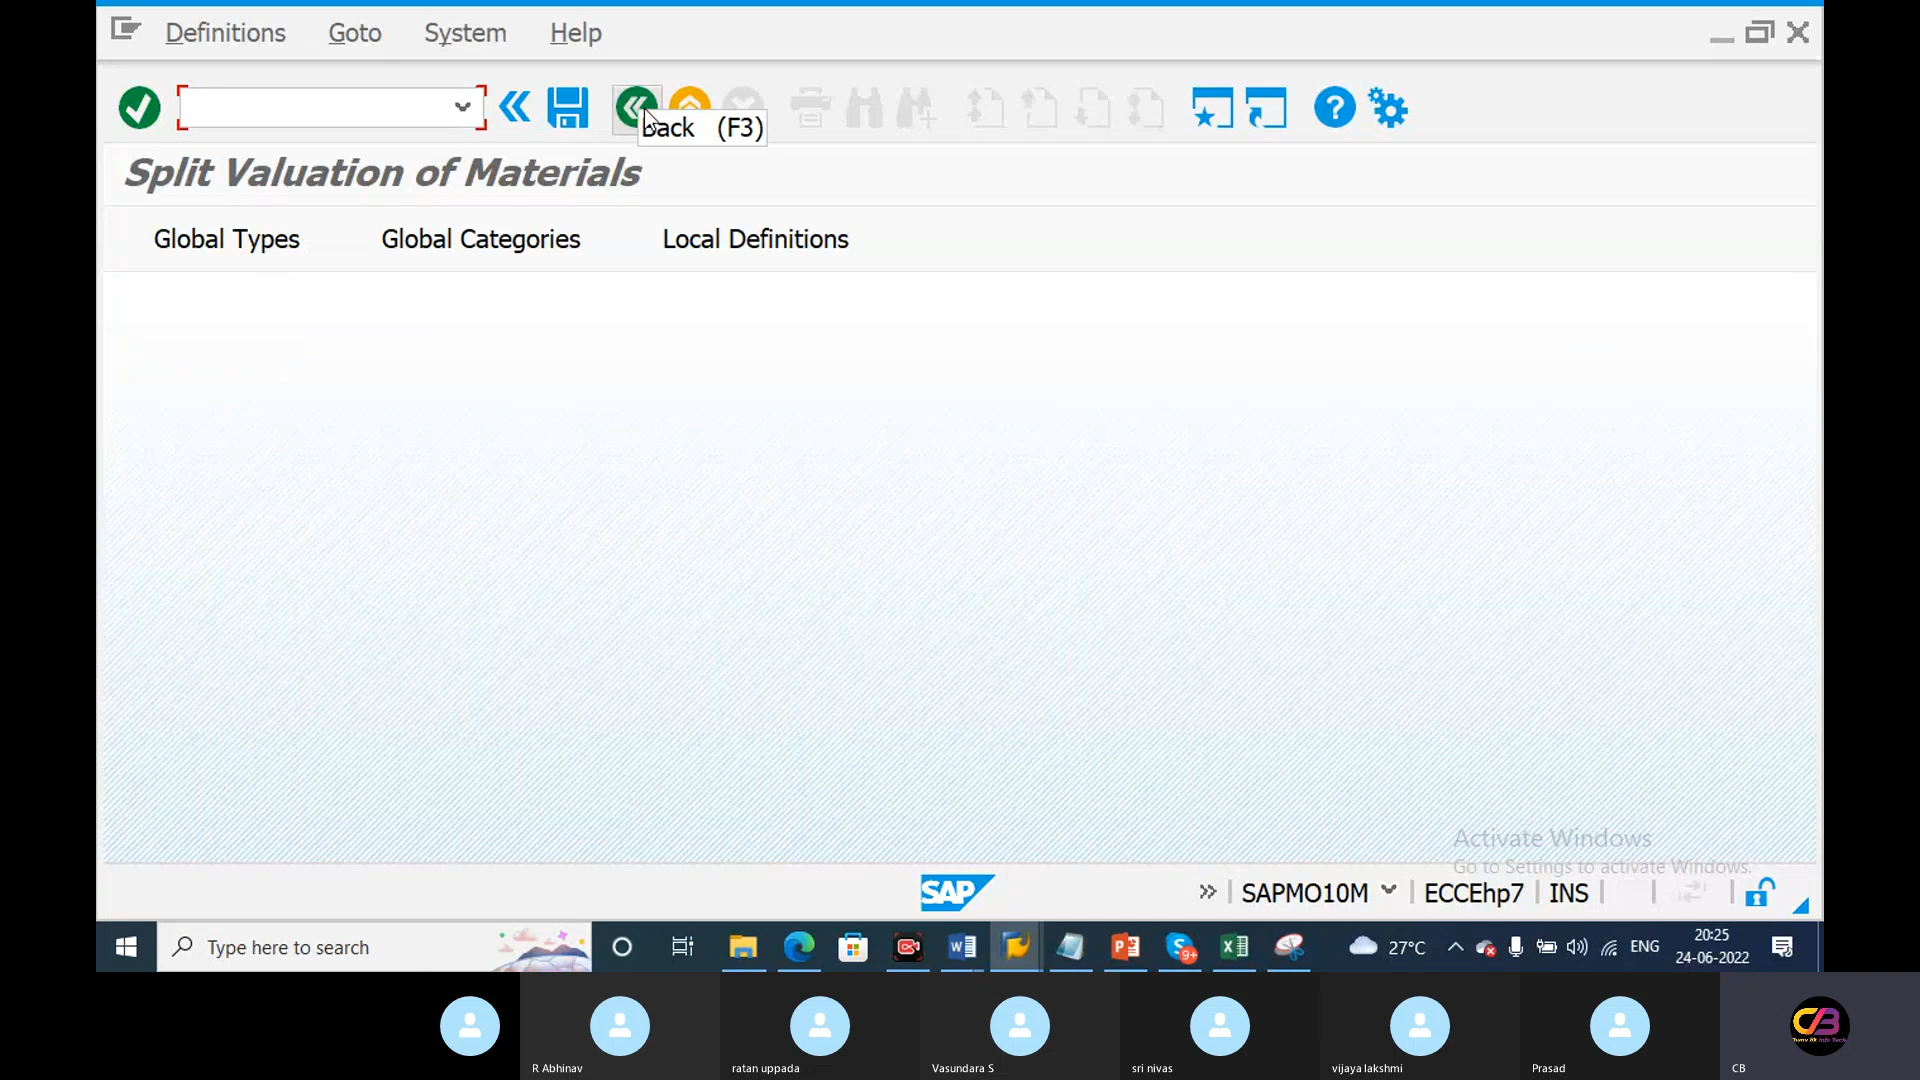 Definitions Goto System Help
Back (F3)
Split Valuation of Materials
Global Types Global Categories Local Definitions
Activate Windows
Go to Settings to activate Windows.
SAP
SAPMO10M ECCEhp7 INS
Type here to search
9+
27°C
ENG
20:25
24-06-2022
R Abhinav
ratan uppada
Vasundara S
sri nivas
vijaya lakshmi
Prasad
CB